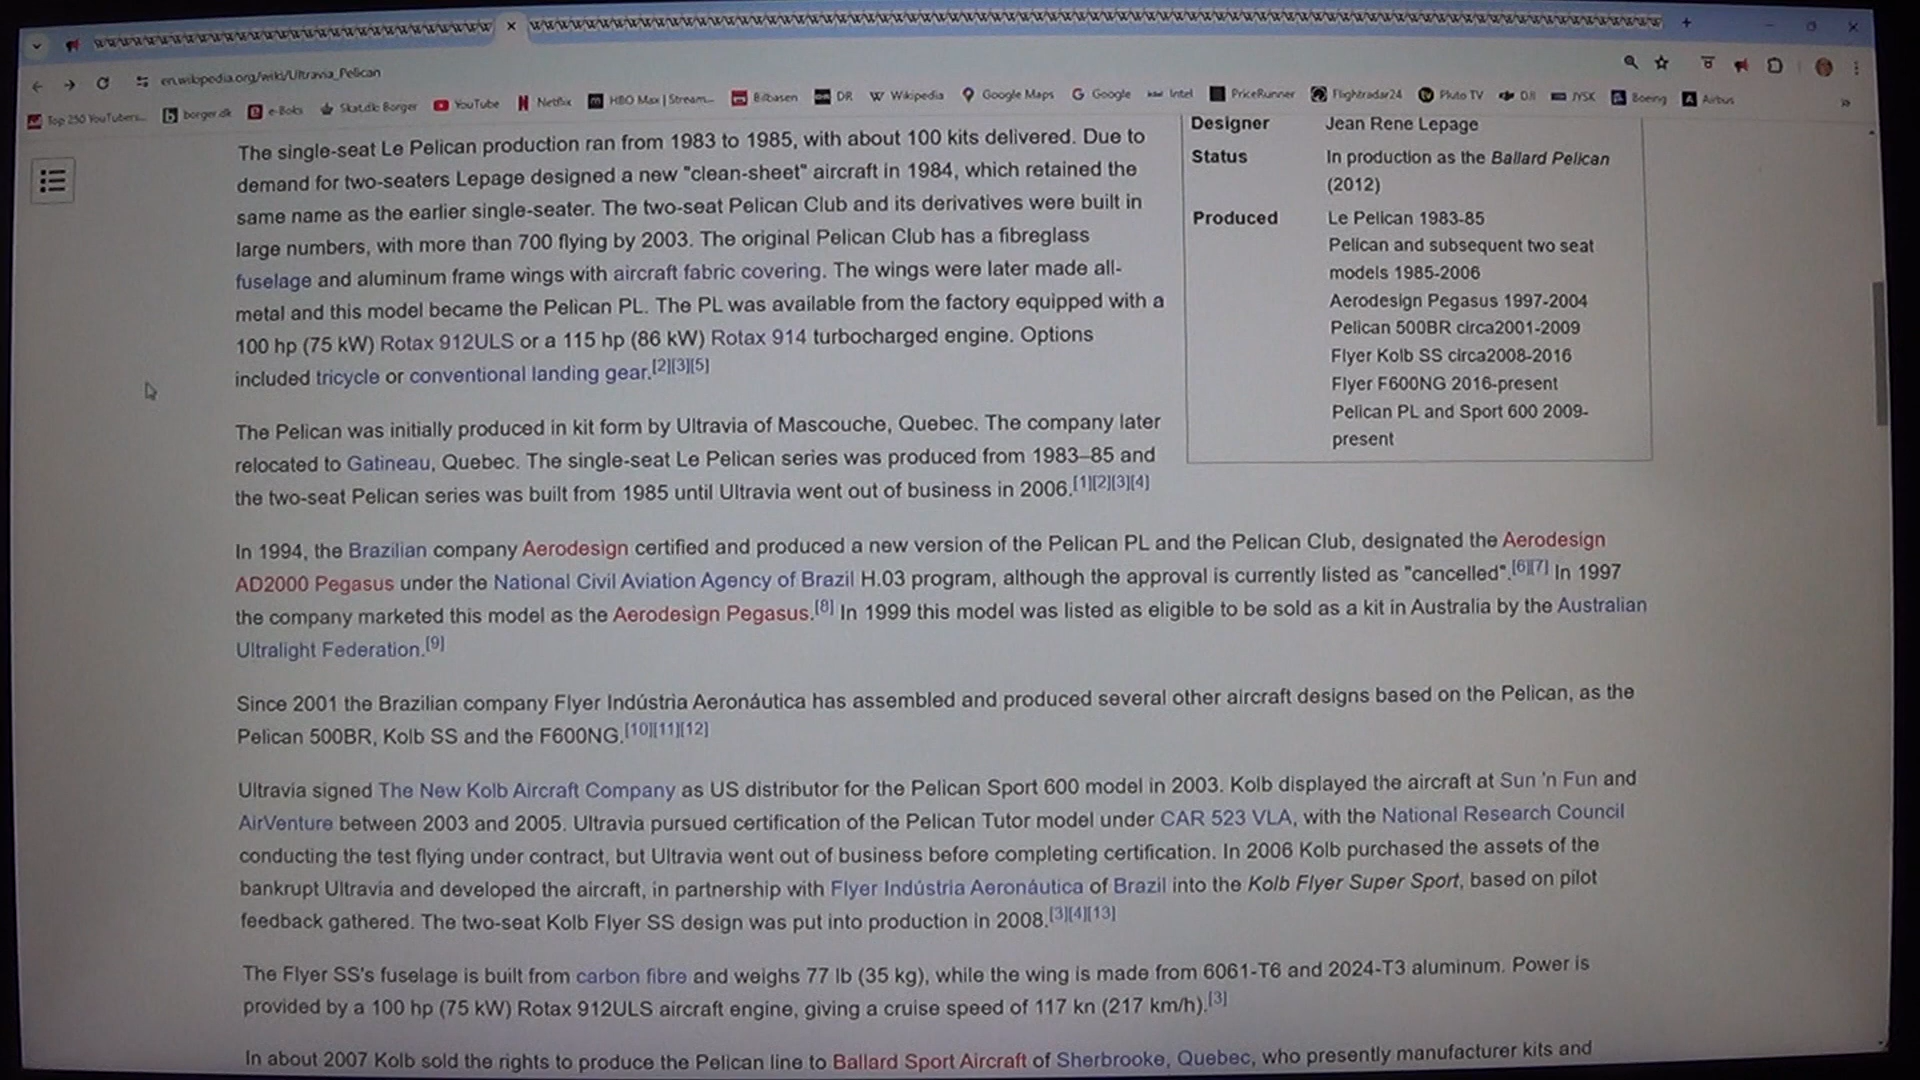 en.wikipedia.org/wiki/Ultravia_Pelican
Top 250 YouTubers... borger.dk e-Boks Skat.dk: Borger YouTube Netflix HBO Max | Stream... Bilbasen DR Wikipedia Google Maps Google Intel PriceRunner Flightradar24 Pluto TV DJI JYSK Boeing Airbus
The single-seat Le Pelican production ran from 1983 to 1985, with about 100 kits delivered. Due to
demand for two-seaters Lepage designed a new "clean-sheet" aircraft in 1984, which retained the
same name as the earlier single-seater. The two-seat Pelican Club and its derivatives were built in
large numbers, with more than 700 flying by 2003. The original Pelican Club has a fibreglass
fuselage and aluminum frame wings with aircraft fabric covering. The wings were later made all-
metal and this model became the Pelican PL. The PL was available from the factory equipped with a
100 hp (75 kW) Rotax 912ULS or a 115 hp (86 kW) Rotax 914 turbocharged engine. Options
included tricycle or conventional landing gear.[2][3][5]
Designer Jean Rene Lepage
Status In production as the Ballard Pelican
(2012)
Produced Le Pelican 1983-85
Pelican and subsequent two seat
models 1985-2006
Aerodesign Pegasus 1997-2004
Pelican 500BR circa2001-2009
Flyer Kolb SS circa2008-2016
Flyer F600NG 2016-present
Pelican PL and Sport 600 2009-
present
The Pelican was initially produced in kit form by Ultravia of Mascouche, Quebec. The company later
relocated to Gatineau, Quebec. The single-seat Le Pelican series was produced from 1983–85 and
the two-seat Pelican series was built from 1985 until Ultravia went out of business in 2006.[1][2][3][4]
In 1994, the Brazilian company Aerodesign certified and produced a new version of the Pelican PL and the Pelican Club, designated the Aerodesign
AD2000 Pegasus under the National Civil Aviation Agency of Brazil H.03 program, although the approval is currently listed as "cancelled".[6][7] In 1997
the company marketed this model as the Aerodesign Pegasus.[8] In 1999 this model was listed as eligible to be sold as a kit in Australia by the Australian
Ultralight Federation.[9]
Since 2001 the Brazilian company Flyer Indústria Aeronáutica has assembled and produced several other aircraft designs based on the Pelican, as the
Pelican 500BR, Kolb SS and the F600NG.[10][11][12]
Ultravia signed The New Kolb Aircraft Company as US distributor for the Pelican Sport 600 model in 2003. Kolb displayed the aircraft at Sun 'n Fun and
AirVenture between 2003 and 2005. Ultravia pursued certification of the Pelican Tutor model under CAR 523 VLA, with the National Research Council
conducting the test flying under contract, but Ultravia went out of business before completing certification. In 2006 Kolb purchased the assets of the
bankrupt Ultravia and developed the aircraft, in partnership with Flyer Indústria Aeronáutica of Brazil into the Kolb Flyer Super Sport, based on pilot
feedback gathered. The two-seat Kolb Flyer SS design was put into production in 2008.[3][4][13]
The Flyer SS's fuselage is built from carbon fibre and weighs 77 lb (35 kg), while the wing is made from 6061-T6 and 2024-T3 aluminum. Power is
provided by a 100 hp (75 kW) Rotax 912ULS aircraft engine, giving a cruise speed of 117 kn (217 km/h).[3]
In about 2007 Kolb sold the rights to produce the Pelican line to Ballard Sport Aircraft of Sherbrooke, Quebec, who presently manufacturer kits and